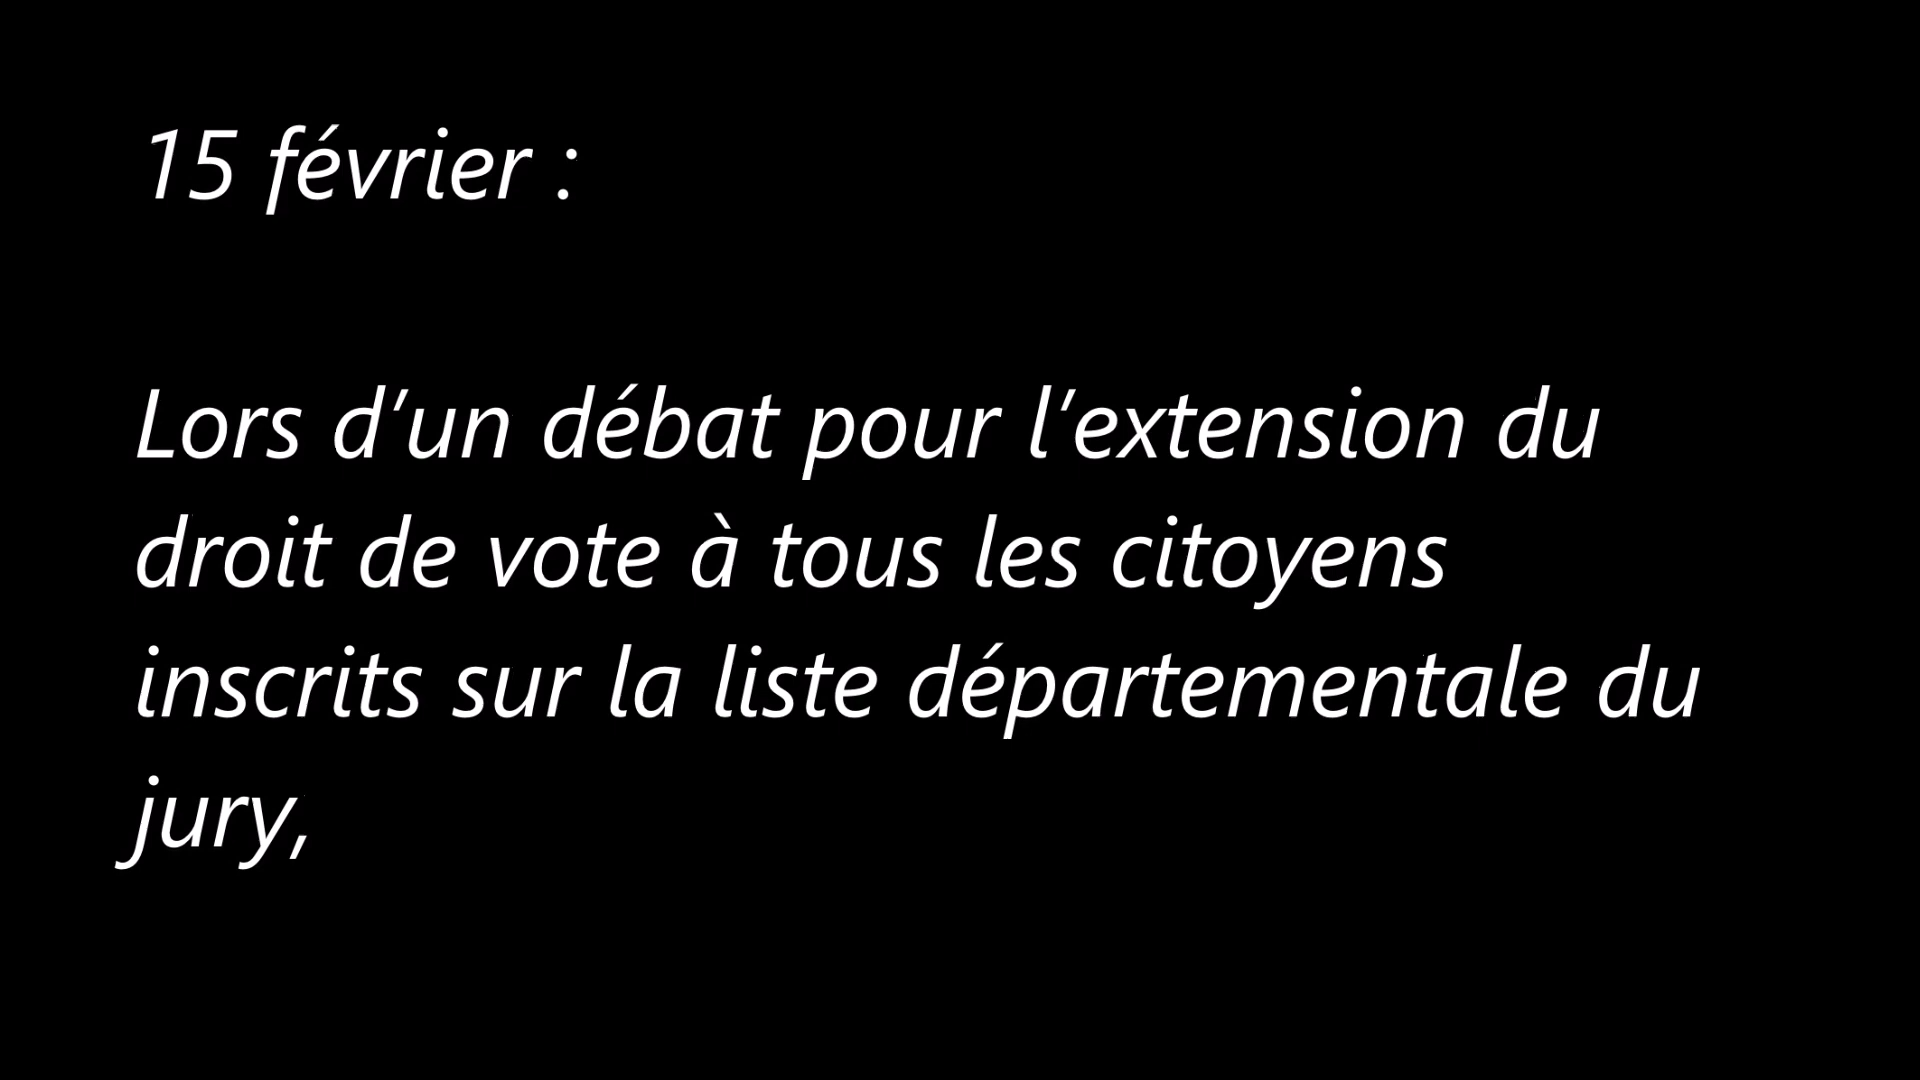 15 février :
Lors d’un débat pour l’extension du
droit de vote à tous les citoyens
inscrits sur la liste départementale du
jury,